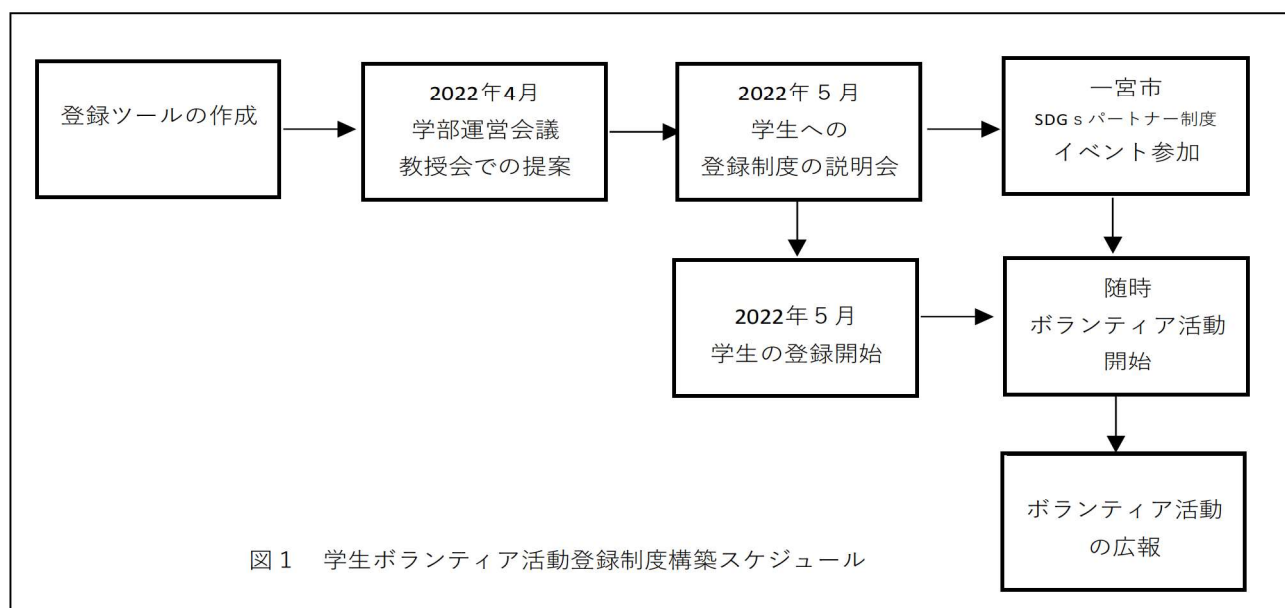 登録ツールの作成
2022年4月
学部運営会議
教授会での提案
2022年５月
学生への
登録制度の説明会
一宮市
SDGｓパートナー制度
イベント参加
2022年５月
学生の登録開始
随時
ボランティア活動
開始
ボランティア活動
の広報
図１　学生ボランティア活動登録制度構築スケジュール